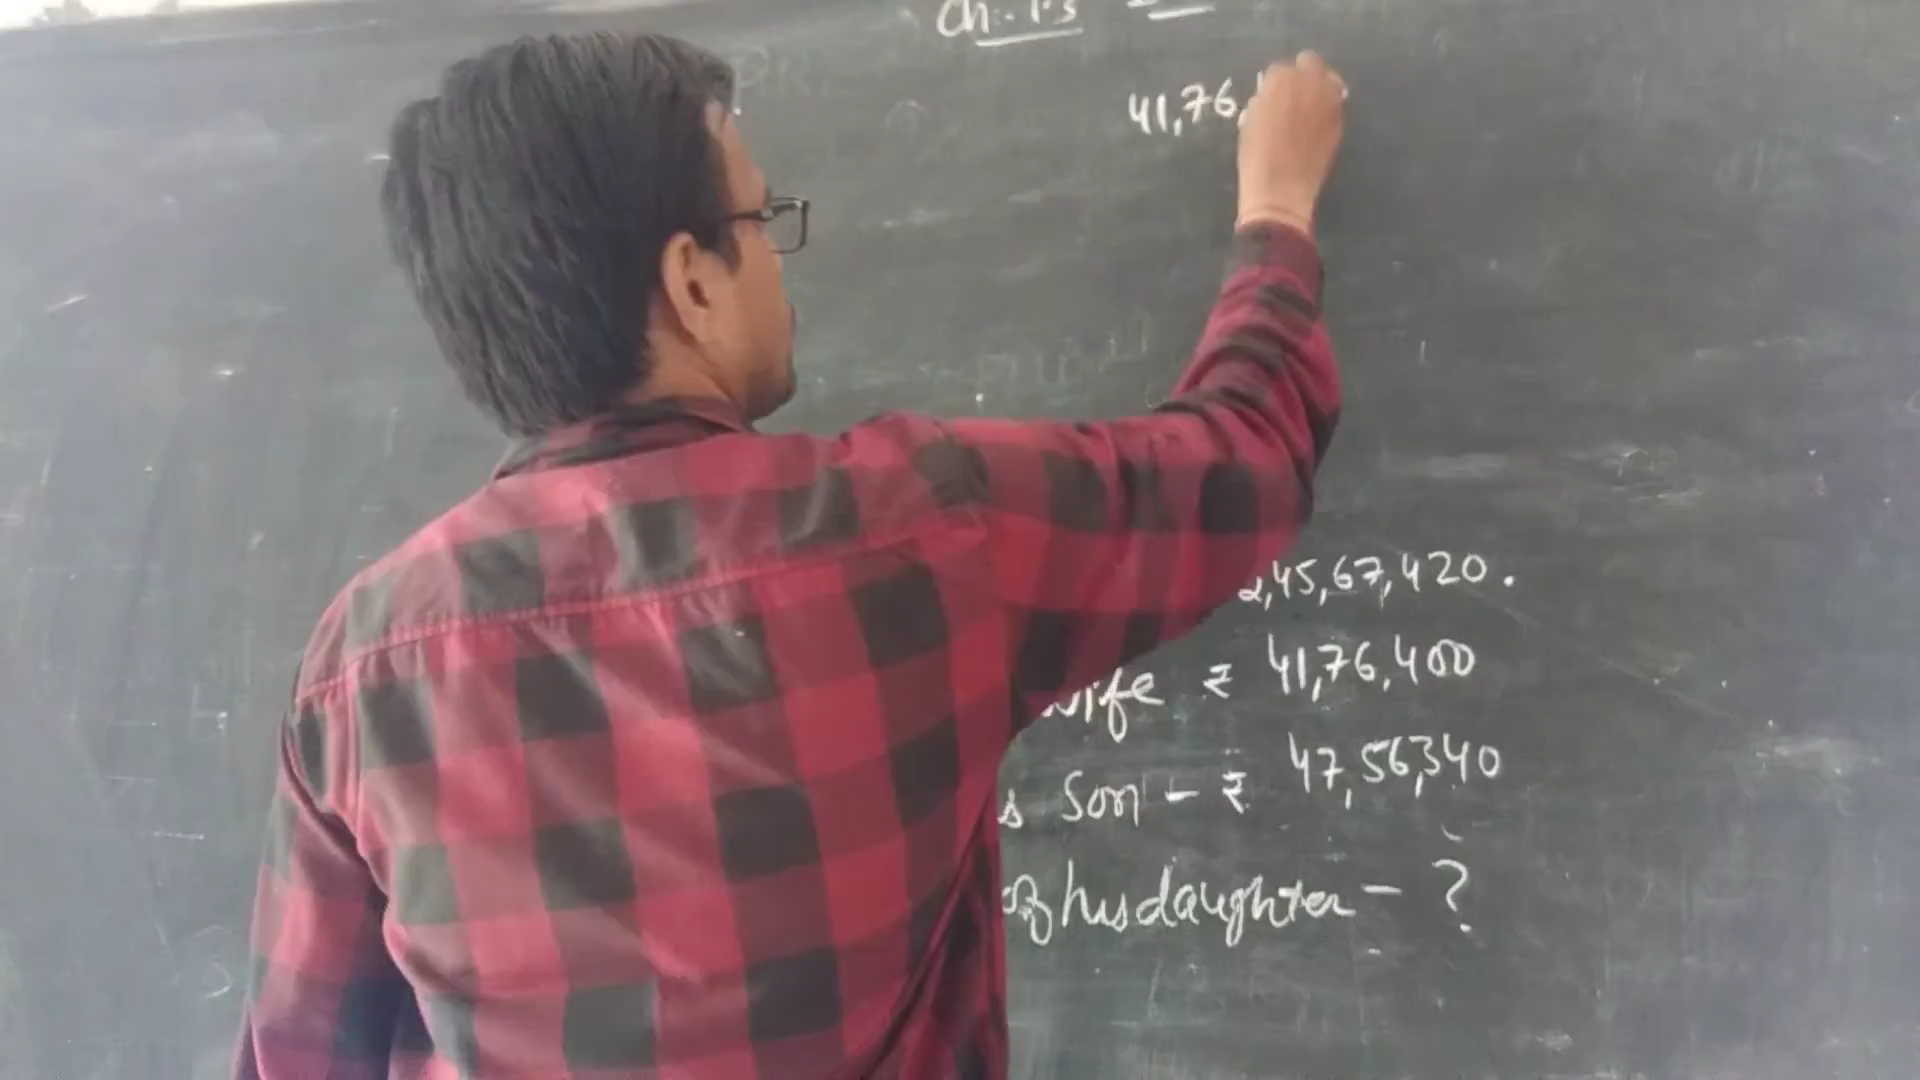 Ch:- 1.3
41,76,
2,45,67,420.
wife ₹ 41,76,400
s Son - ₹ 47,56,340
of his daughter - ?